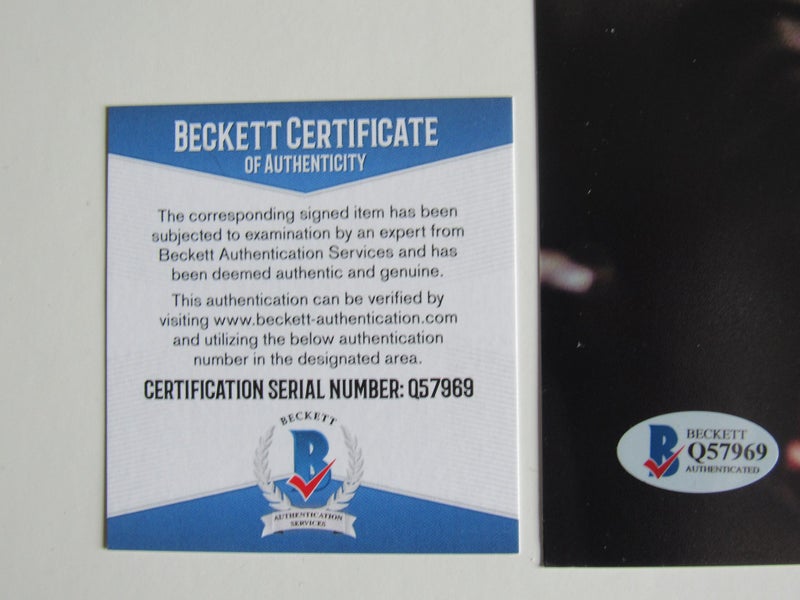 BECKETT CERTIFICATE
OF AUTHENTICITY
The corresponding signed item has been
subjected to examination by an expert from
Beckett Authentication Services and has
been deemed authentic and genuine.
This authentication can be verified by
visiting www.beckett-authentication.com
and utilizing the below authentication
number in the designated area.
CERTIFICATION SERIAL NUMBER: Q57969
BECKETT
B
AUTHENTICATION
SERVICES
B
BECKETT
Q57969
AUTHENTICATED